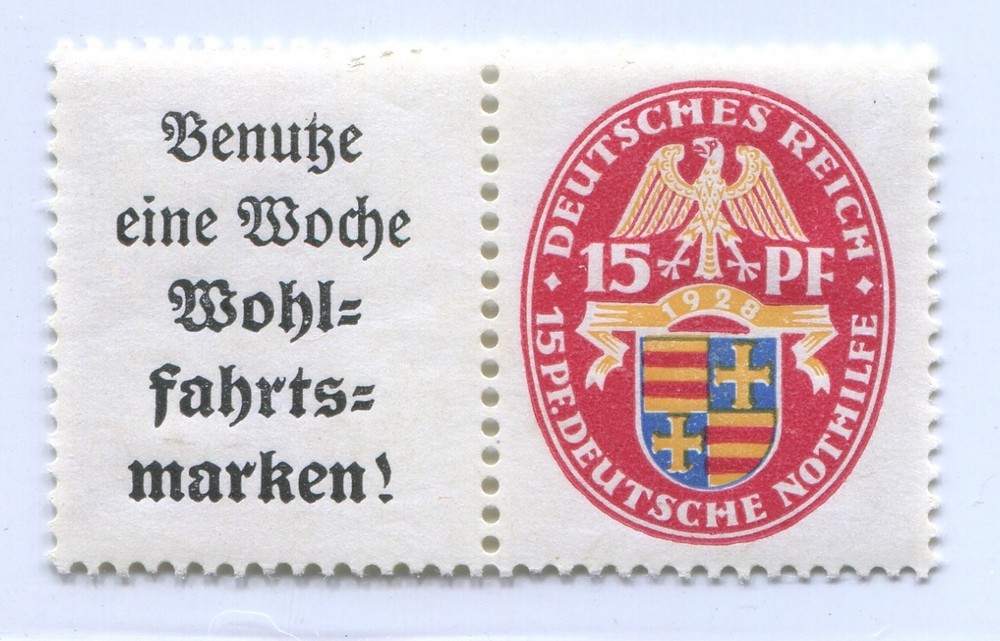 Benutze
eine Woche
Wohl=
fahrts=
marken!
DEUTSCHES REICH
15 PF
1928
15 PF. DEUTSCHE NOTHILFE